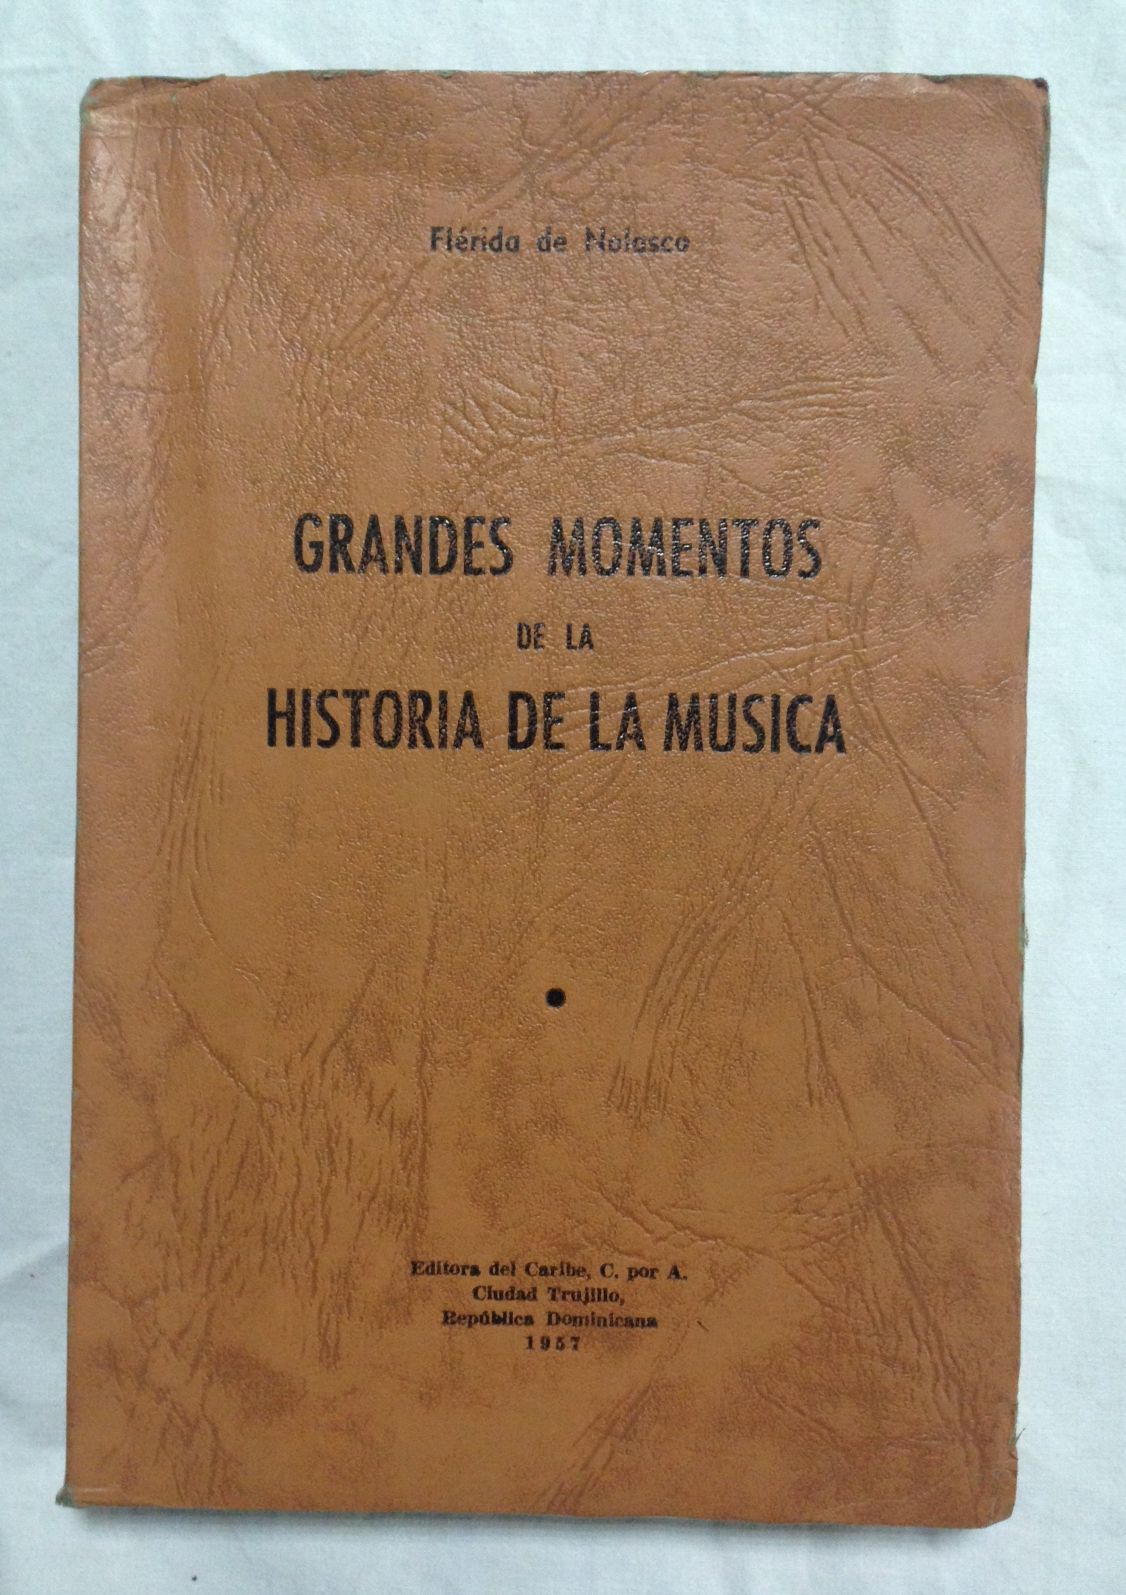 Flérida de Nolasco
GRANDES MOMENTOS
DE LA
HISTORIA DE LA MUSICA
Editora del Caribe, C. por A.
Ciudad Trujillo,
República Dominicana
1957